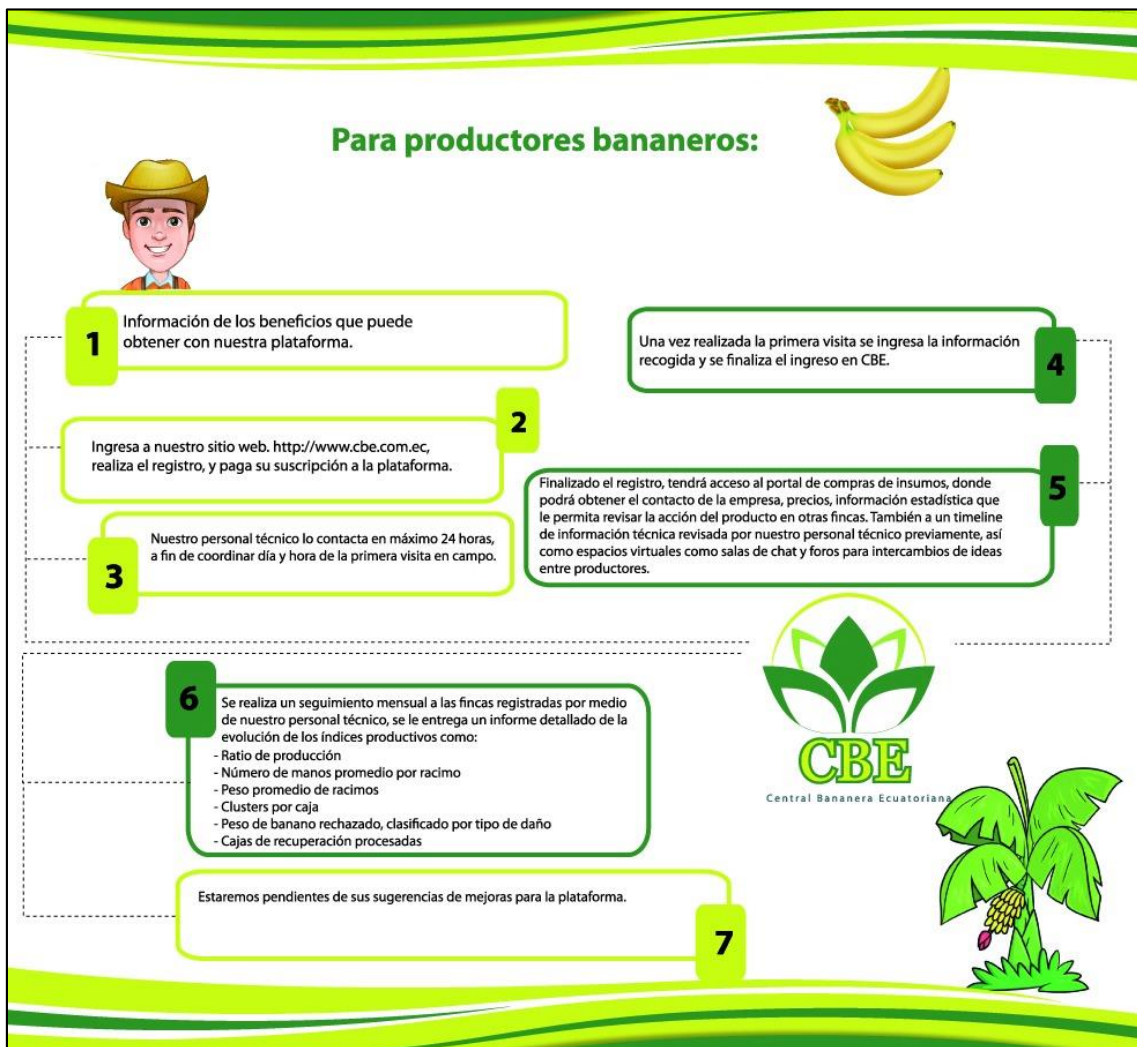 Para productores bananeros:
1
Información de los beneficios que puede
obtener con nuestra plataforma.
2
Ingresa a nuestro sitio web. http://www.cbe.com.ec,
realiza el registro, y paga su suscripción a la plataforma.
3
Nuestro personal técnico lo contacta en máximo 24 horas,
a fin de coordinar día y hora de la primera visita en campo.
4
Una vez realizada la primera visita se ingresa la información
recogida y se finaliza el ingreso en CBE.
5
Finalizado el registro, tendrá acceso al portal de compras de insumos, donde
podrá obtener el contacto de la empresa, precios, información estadística que
le permita revisar la acción del producto en otras fincas. También a un timeline
de información técnica revisada por nuestro personal técnico previamente, así
como espacios virtuales como salas de chat y foros para intercambios de ideas
entre productores.
CBE
Central Bananera Ecuatoriana
6
Se realiza un seguimiento mensual a las fincas registradas por medio
de nuestro personal técnico, se le entrega un informe detallado de la
evolución de los índices productivos como:
- Ratio de producción
- Número de manos promedio por racimo
- Peso promedio de racimos
- Clusters por caja
- Peso de banano rechazado, clasificado por tipo de daño
- Cajas de recuperación procesadas
Estaremos pendientes de sus sugerencias de mejoras para la plataforma.
7